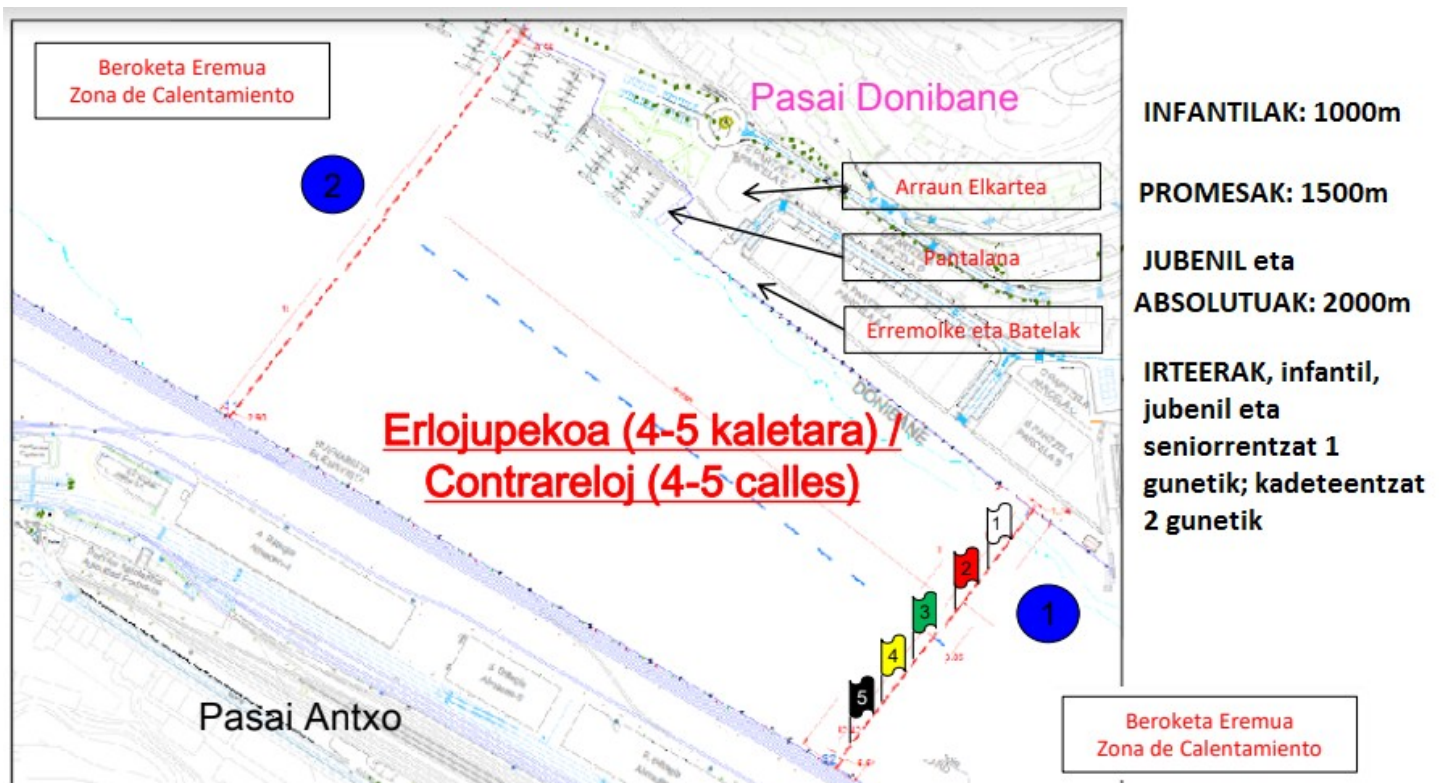 Beroketa Eremua
Zona de Calentamiento
Pasai Donibane
2
Arraun Elkartea
Pantalana
Erremolke eta Batelak
DONIBANE
Erlojupekoa (4-5 kaletara) /
Contrareloj (4-5 calles)
1
2
3
4
5
1
Pasai Antxo
Beroketa Eremua
Zona de Calentamiento
INFANTILAK: 1000m
PROMESAK: 1500m
JUBENIL eta
ABSOLUTUAK: 2000m
IRTEERAK, infantil,
jubenil eta
seniorrentzat 1
gunetik; kadeteentzat
2 gunetik